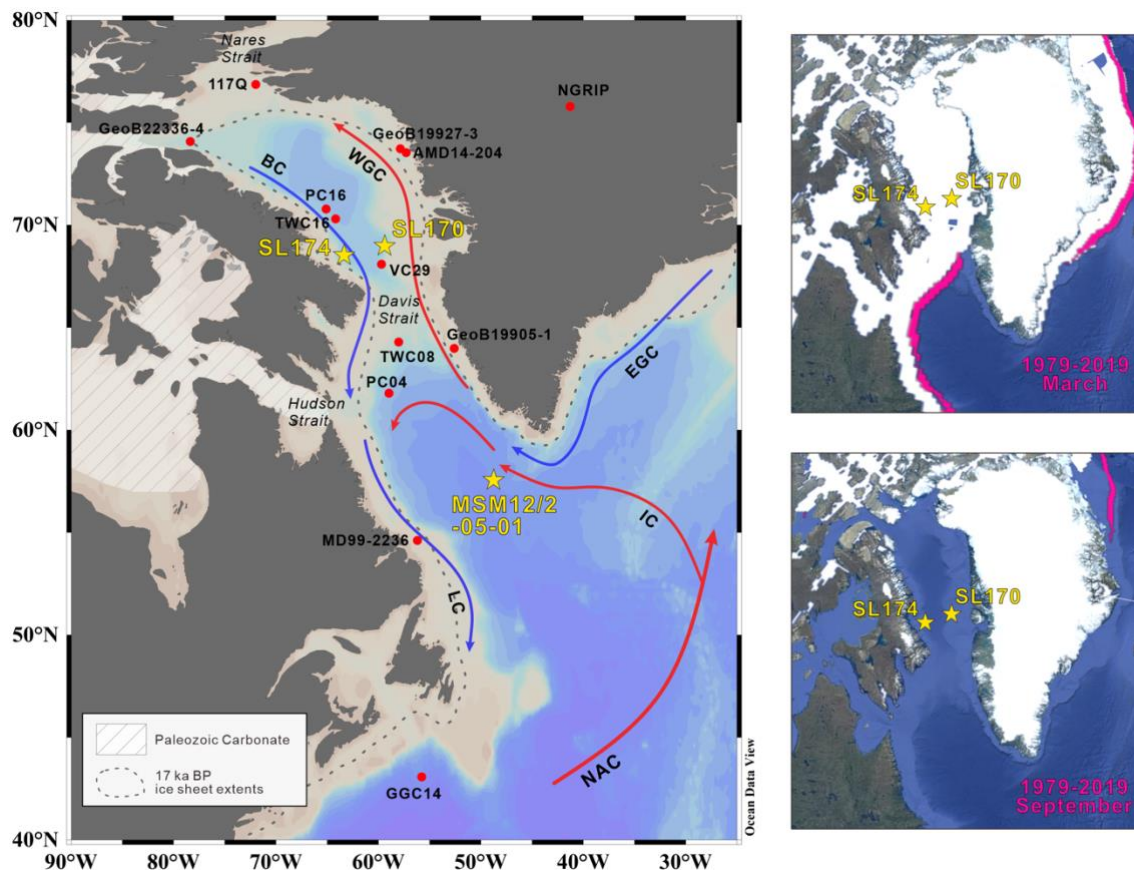 80°N
70°N
60°N
50°N
40°N
90°W
80°W
70°W
60°W
50°W
40°W
30°W
Nares
Strait
117Q
NGRIP
GeoB22336-4
GeoB19927-3
AMD14-204
BC
WGC
PC16
TWC16
SL170
SL174
VC29
Davis
Strait
GeoB19905-1
TWC08
EGC
PC04
Hudson
Strait
MSM12/2
-05-01
IC
MD99-2236
LC
NAC
GGC14
Paleozoic Carbonate
17 ka BP
ice sheet extents
Ocean Data View
SL174
SL170
1979-2019
March
SL174
SL170
1979-2019
September